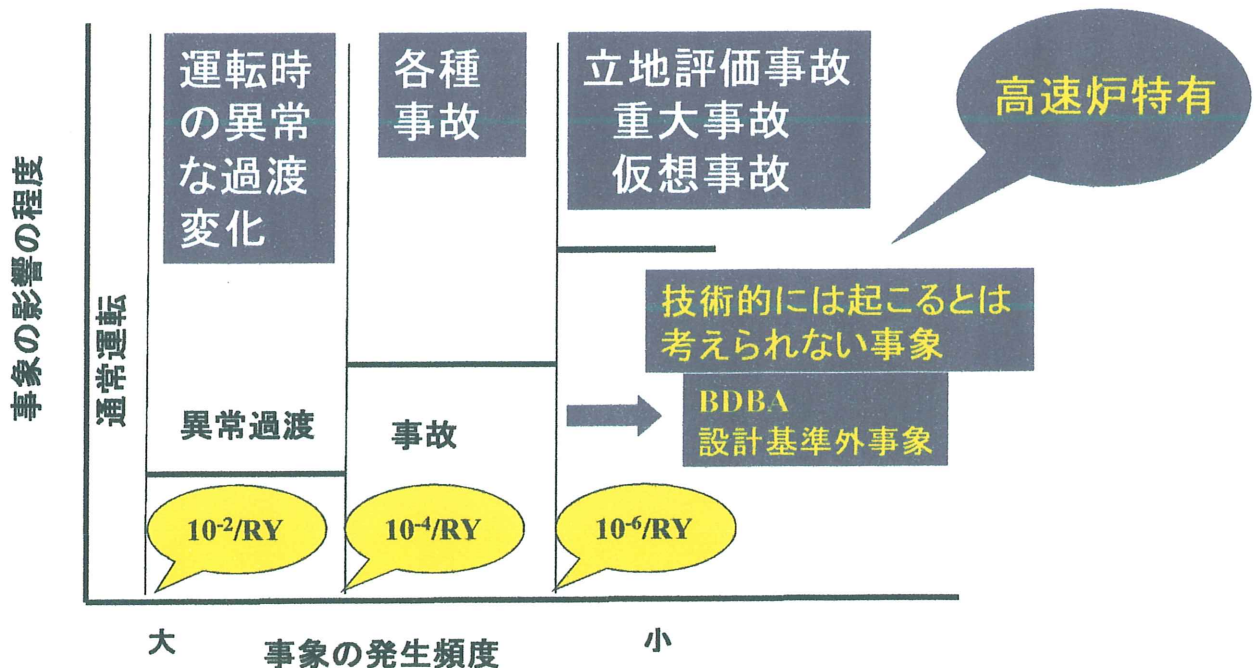 運転時
の異常
な過渡
変化
各種
事故
立地評価事故
重大事故
仮想事故
高速炉特有
事象の影響の程度
通常運転
技術的には起こるとは
考えられない事象
BDBA
設計基準外事象
異常過渡
事故
10⁻²/RY
10⁻⁴/RY
10⁻⁶/RY
大
事象の発生頻度
小